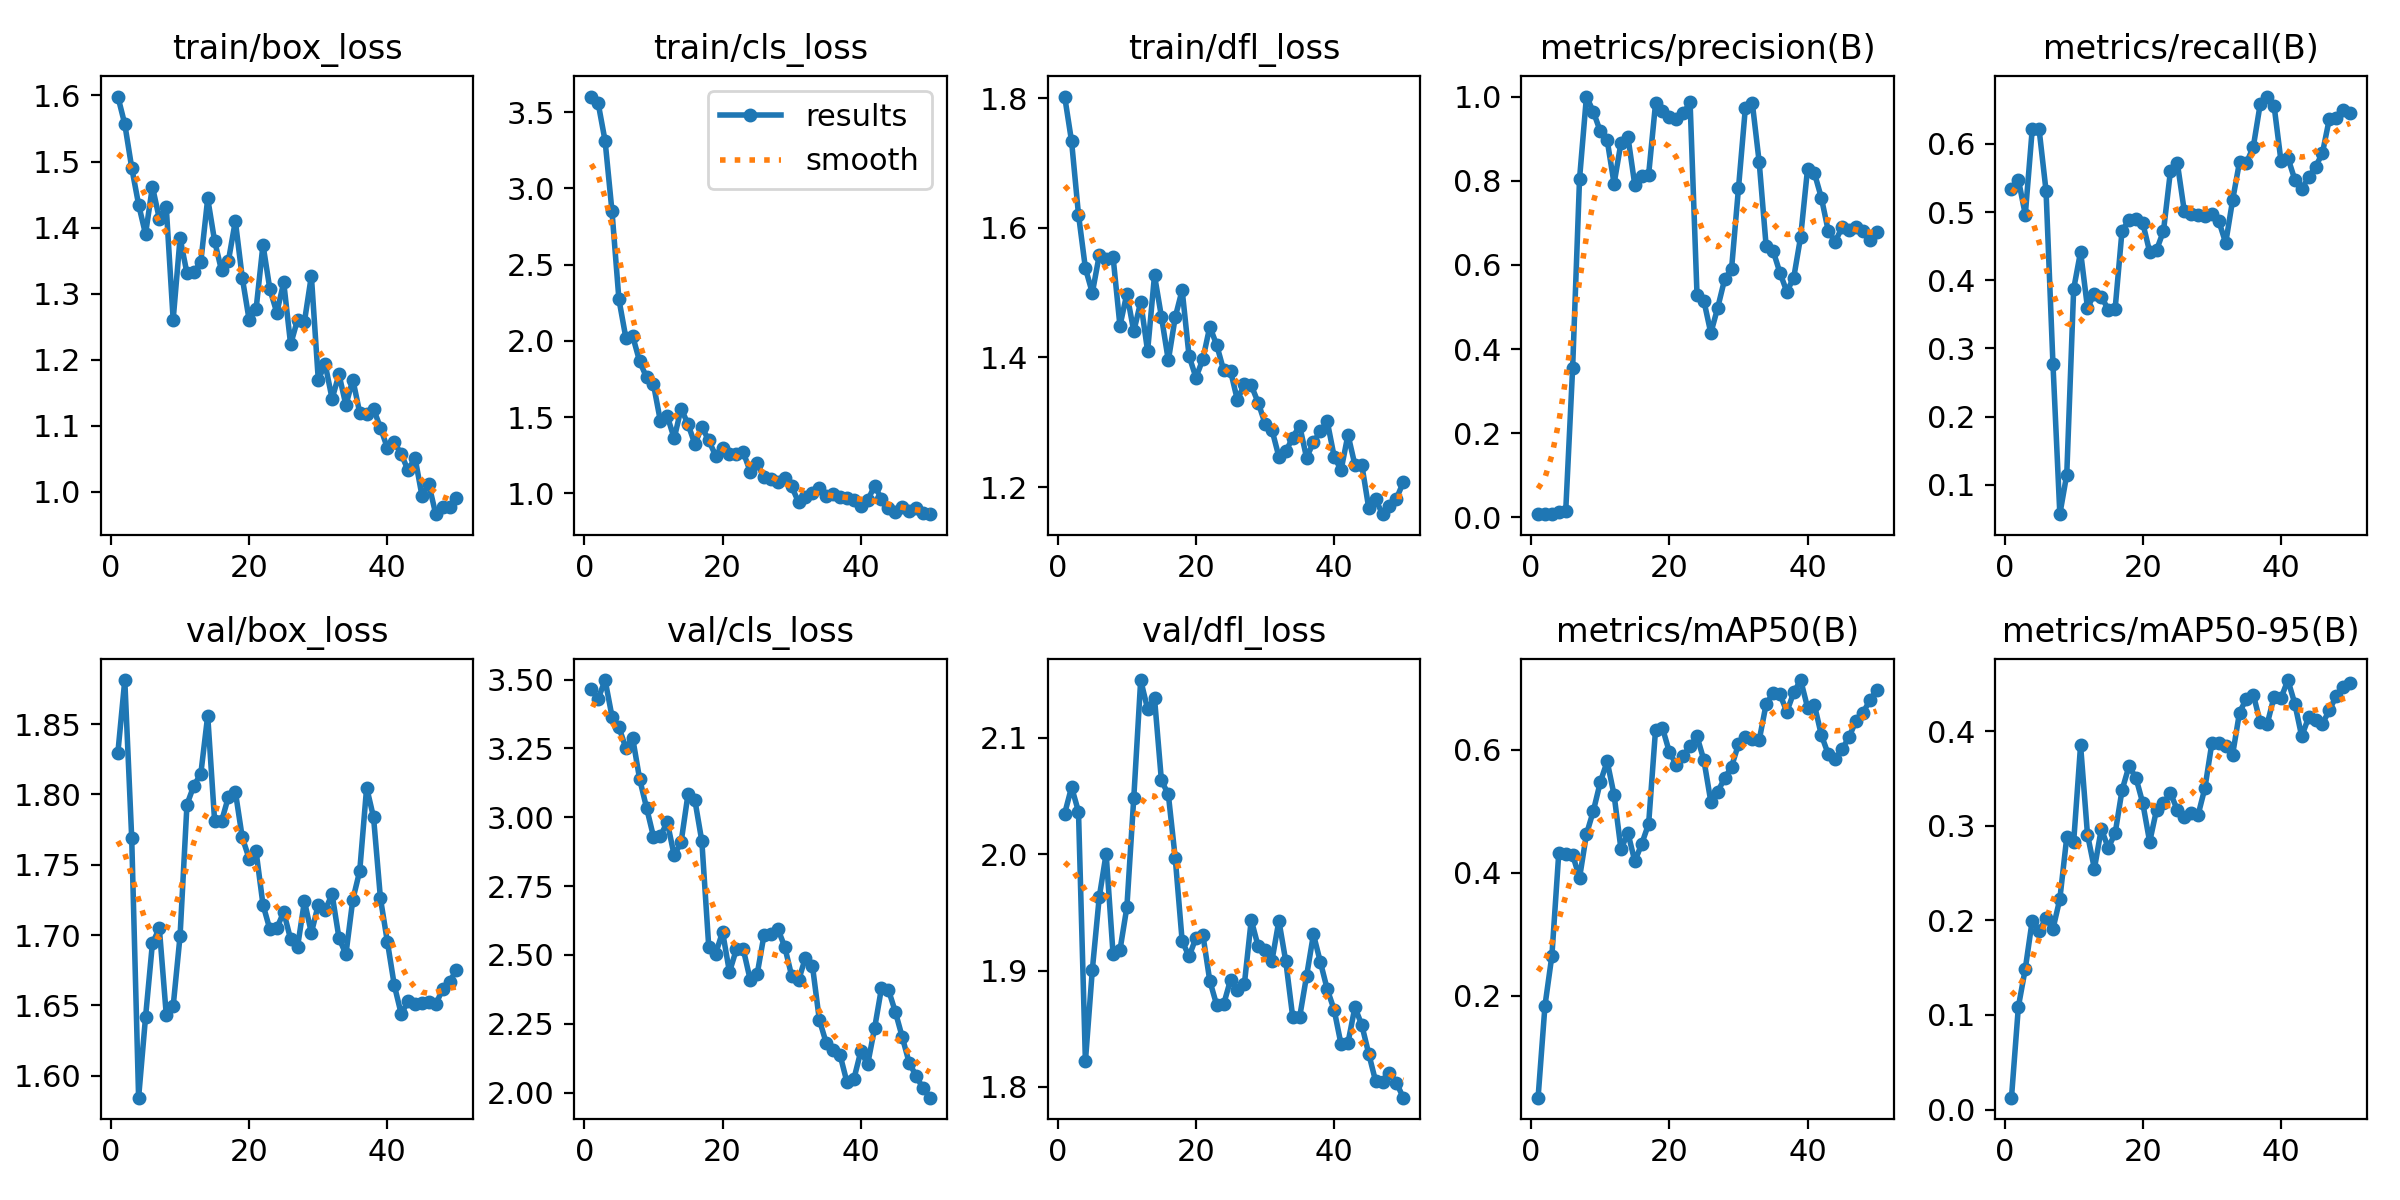 train/box_loss
1.6
1.5
1.4
1.3
1.2
1.1
1.0
0 20 40
train/cls_loss
results
smooth
3.5
3.0
2.5
2.0
1.5
1.0
0 20 40
train/dfl_loss
1.8
1.6
1.4
1.2
0 20 40
metrics/precision(B)
1.0
0.8
0.6
0.4
0.2
0.0
0 20 40
metrics/recall(B)
0.6
0.5
0.4
0.3
0.2
0.1
0 20 40
val/box_loss
1.85
1.80
1.75
1.70
1.65
1.60
0 20 40
val/cls_loss
3.50
3.25
3.00
2.75
2.50
2.25
2.00
0 20 40
val/dfl_loss
2.1
2.0
1.9
1.8
0 20 40
metrics/mAP50(B)
0.6
0.4
0.2
0 20 40
metrics/mAP50-95(B)
0.4
0.3
0.2
0.1
0.0
0 20 40